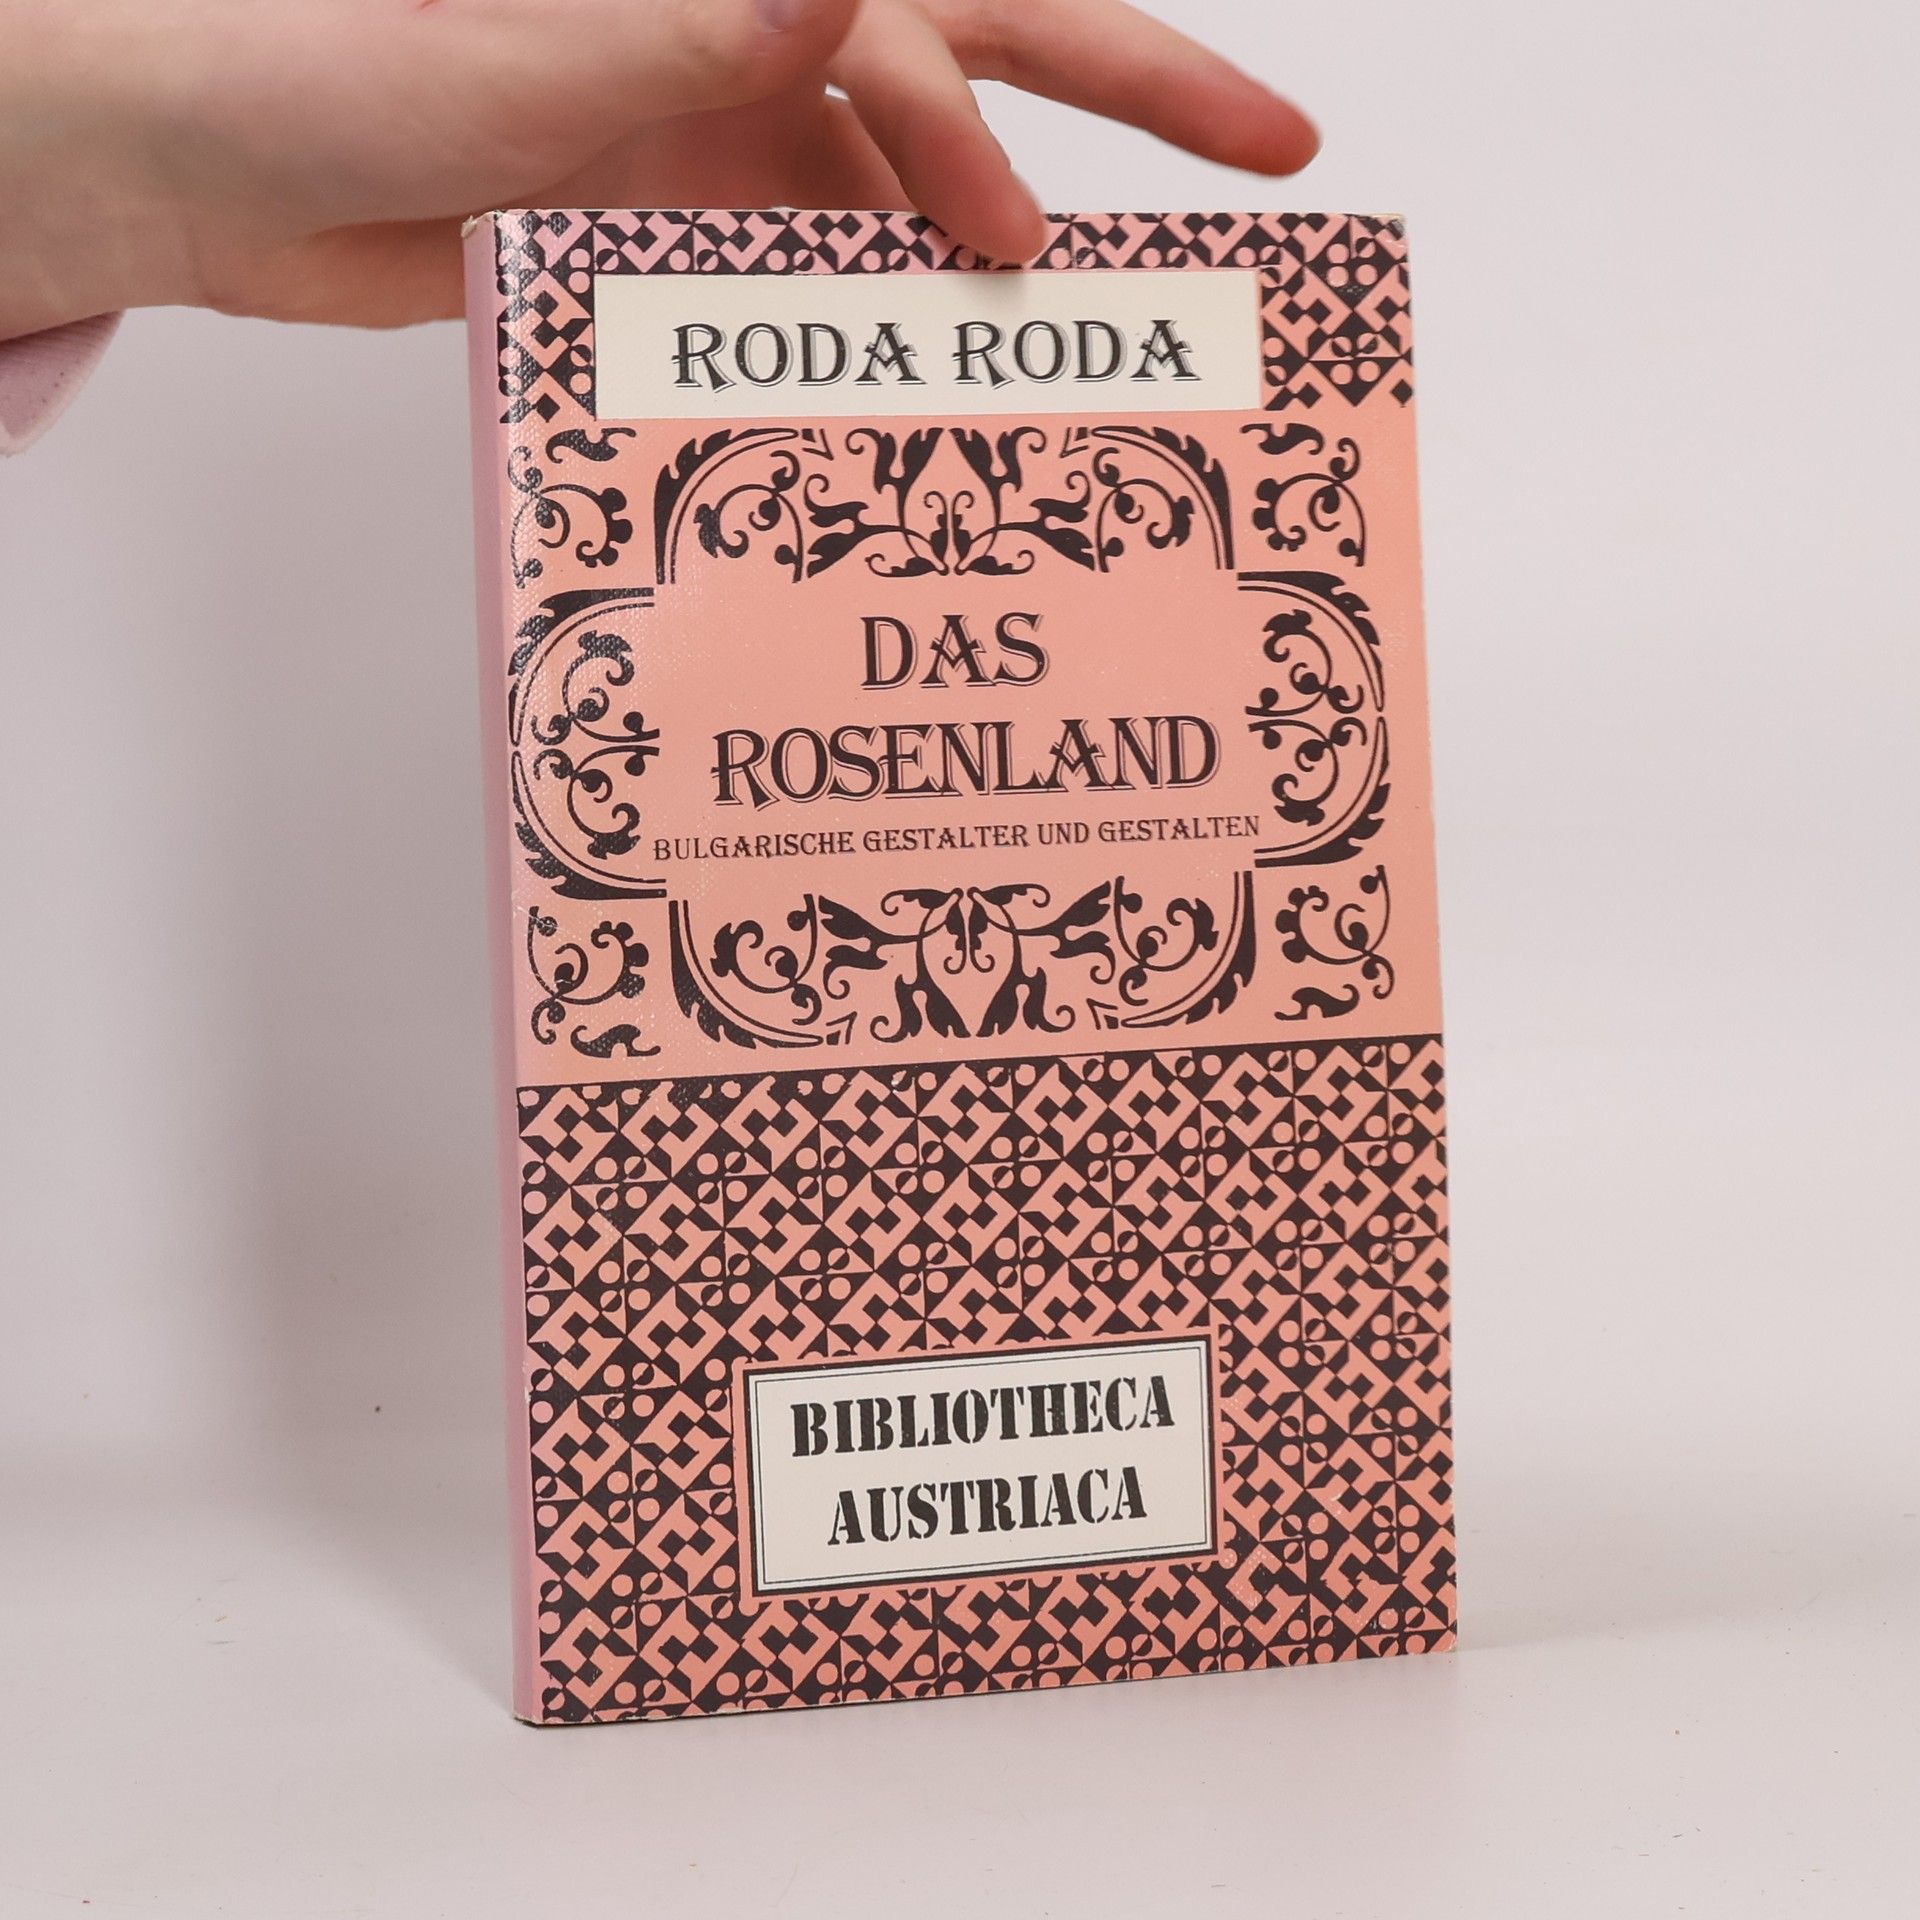 RODA RODA
DAS
ROSENLAND
BULGARISCHE GESTALTER UND GESTALTEN
BIBLIOTHECA
AUSTRIACA